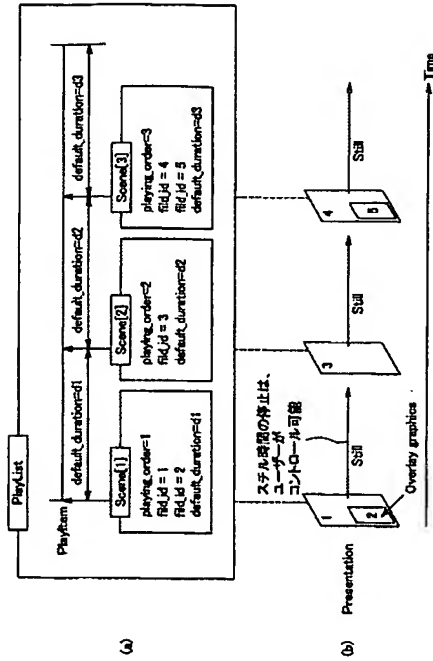 (a)
PlayList
PlayItem
default_duration=d1
default_duration=d2
default_duration=d3
Scene[1]
playing_order=1
fild_id = 1
fild_id = 2
default_duration=d1
Scene[2]
playing_order=2
fild_id = 3
default_duration=d2
Scene[3]
playing_order=3
fild_id = 4
fild_id = 5
default_duration=d3
(b)
Presentation
1
2
Overlay graphics
Still
ステル時間の停止は、
ユーザーが
コントロール可能
3
Still
4
5
Still
Time